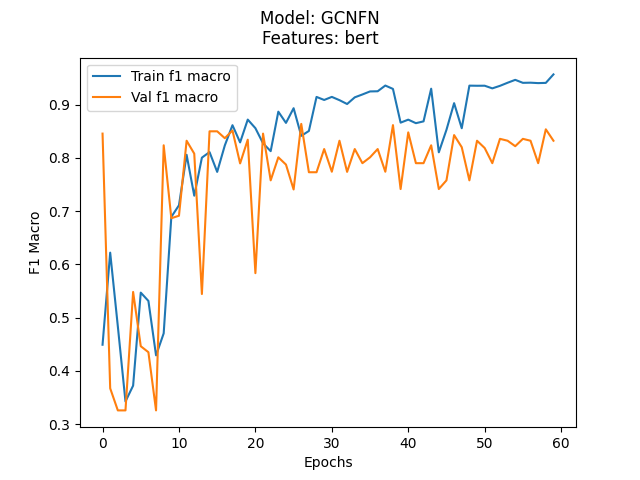 Model: GCNFN
Features: bert
Train f1 macro
Val f1 macro
F1 Macro
0.9
0.8
0.7
0.6
0.5
0.4
0.3
0 10 20 30 40 50 60
Epochs